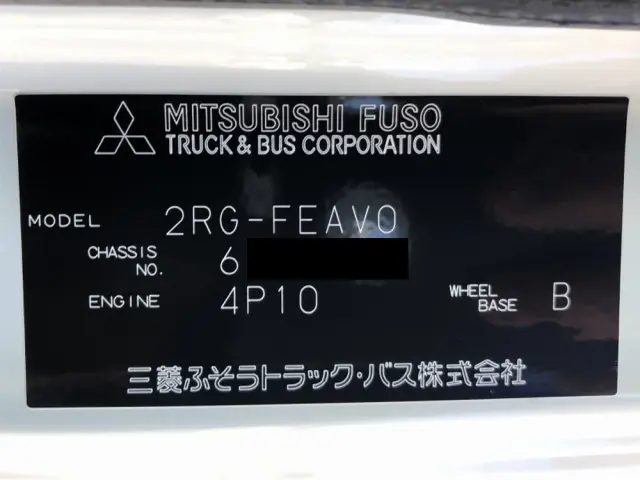 MITSUBISHI FUSO
TRUCK & BUS CORPORATION
MODEL 2RG-FEAV0
CHASSIS NO. 6
ENGINE 4P10 WHEEL BASE B
三菱ふそうトラック・バス株式会社